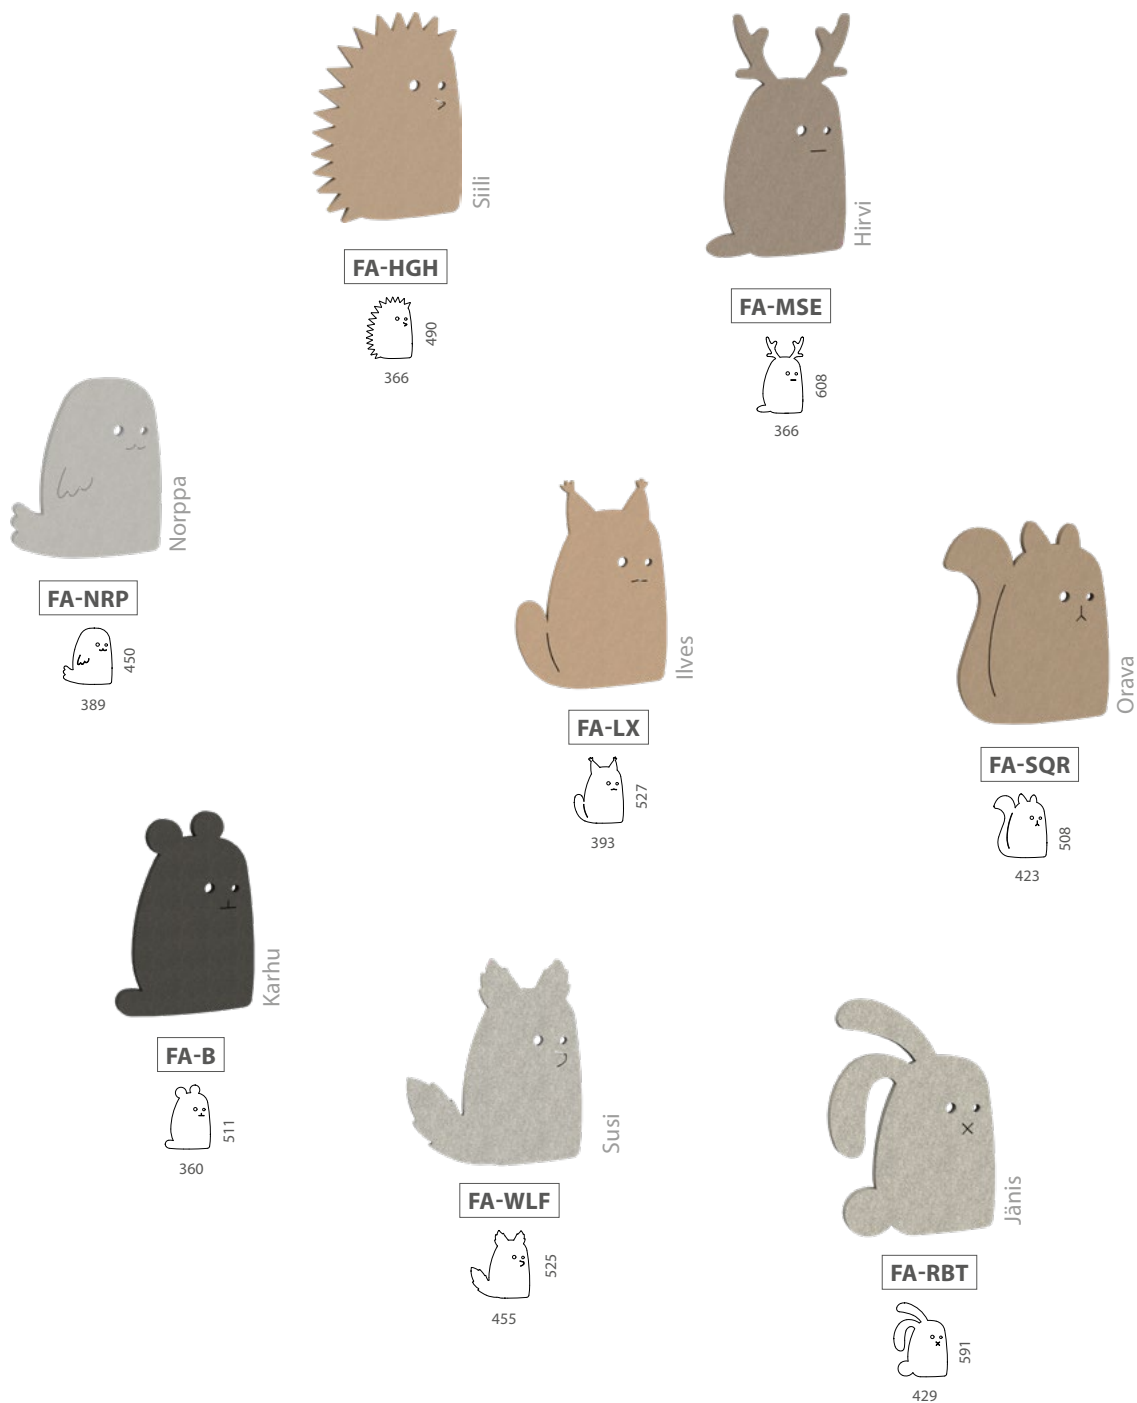 Siili
FA-HGH
490
366
Hirvi
FA-MSE
608
366
Norppa
FA-NRP
450
389
Ilves
FA-LX
527
393
Orava
FA-SQR
508
423
Karhu
FA-B
511
360
Susi
FA-WLF
525
455
Jänis
FA-RBT
591
429